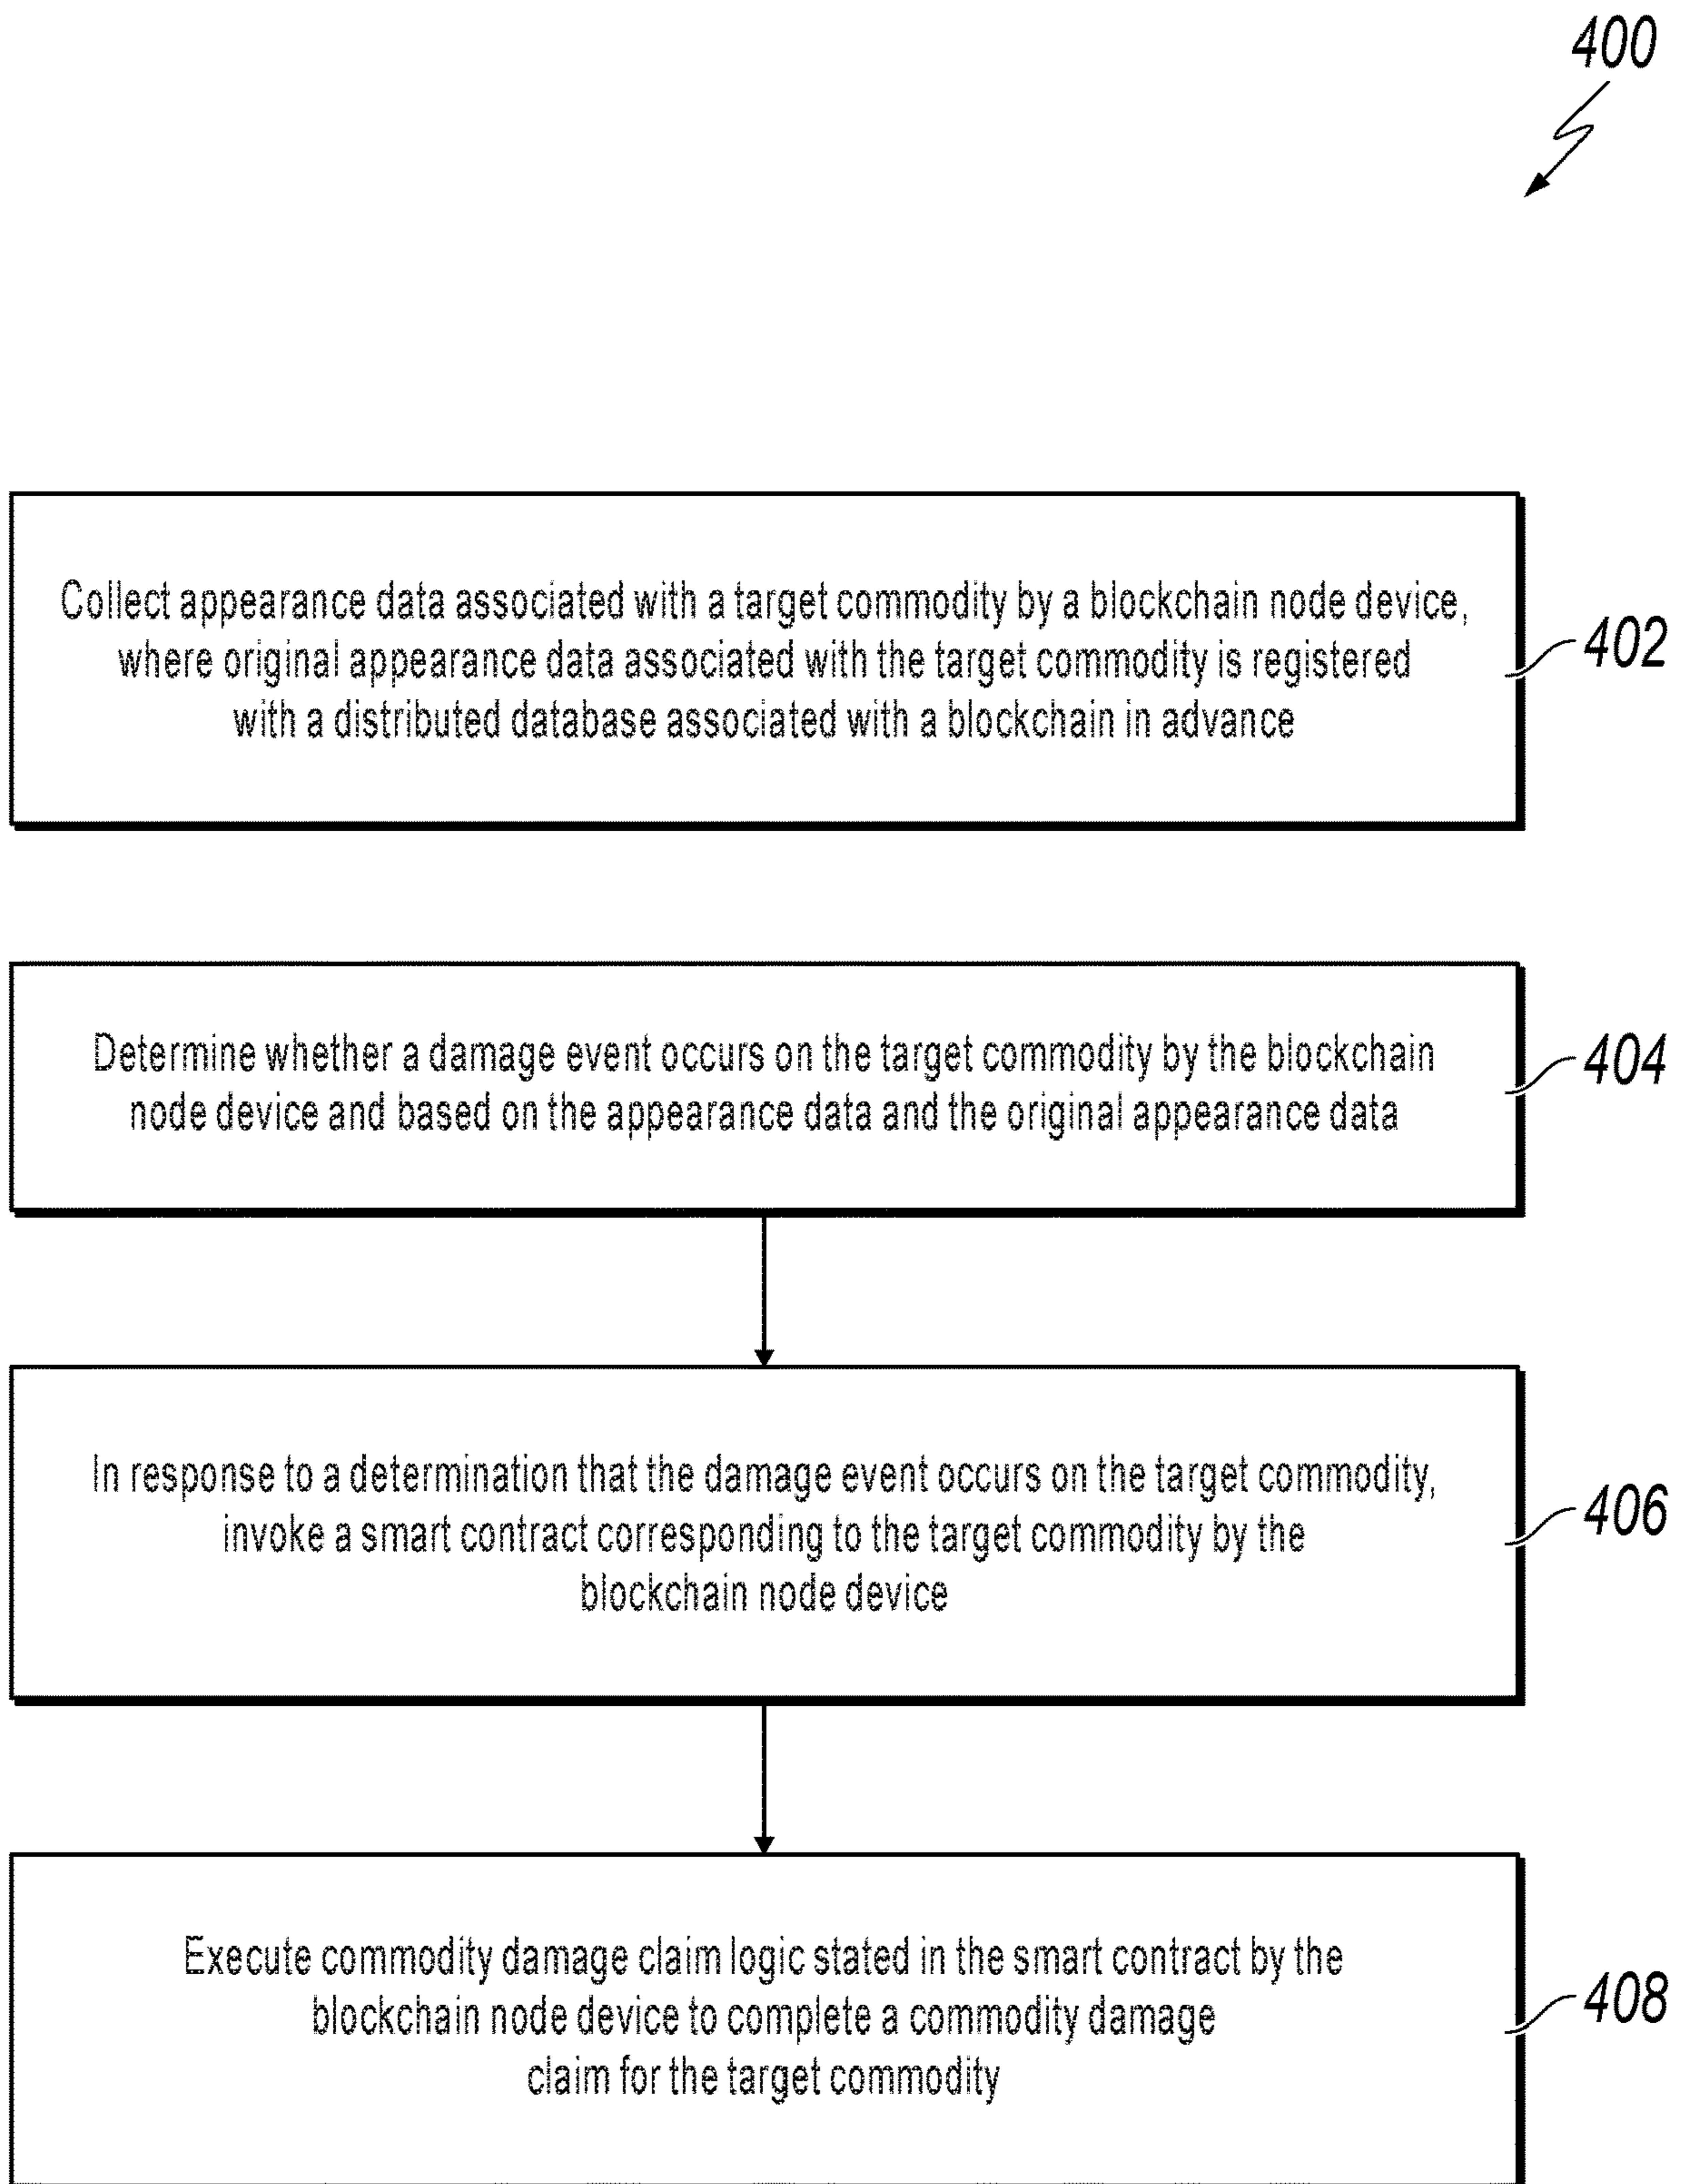 400
Collect appearance data associated with a target commodity by a blockchain node device,
where original appearance data associated with the target commodity is registered
with a distributed database associated with a blockchain in advance
402
Determine whether a damage event occurs on the target commodity by the blockchain
node device and based on the appearance data and the original appearance data
404
In response to a determination that the damage event occurs on the target commodity,
invoke a smart contract corresponding to the target commodity by the
blockchain node device
406
Execute commodity damage claim logic stated in the smart contract by the
blockchain node device to complete a commodity damage
claim for the target commodity
408